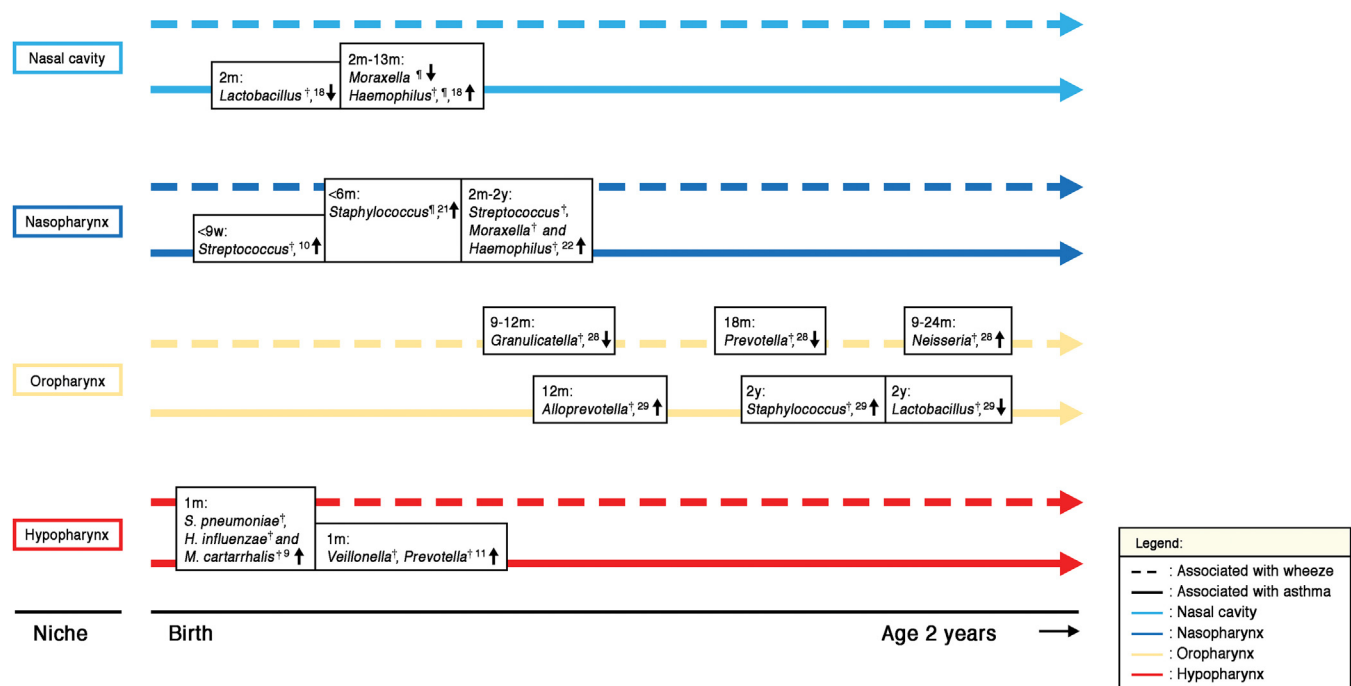 Nasal cavity
2m:
Lactobacillus †, 18 ↓
2m-13m:
Moraxella ¶ ↓
Haemophilus†, ¶, 18 ↑
Nasopharynx
<9w:
Streptococcus†, 10 ↑
<6m:
Staphylococcus¶, 21 ↑
2m-2y:
Streptococcus†,
Moraxella† and
Haemophilus†, 22 ↑
Oropharynx
9-12m:
Granulicatella†, 28 ↓
18m:
Prevotella†, 28 ↓
9-24m:
Neisseria†, 28 ↑
12m:
Alloprevotella†, 29 ↑
2y:
Staphylococcus†, 29 ↑
2y:
Lactobacillus†, 29 ↓
Hypopharynx
1m:
S. pneumoniae†,
H. influenzae† and
M. cartarrhalis† 9 ↑
1m:
Veillonella†, Prevotella† 11 ↑
Niche
Birth
Age 2 years →
Legend:
: Associated with wheeze
: Associated with asthma
: Nasal cavity
: Nasopharynx
: Oropharynx
: Hypopharynx